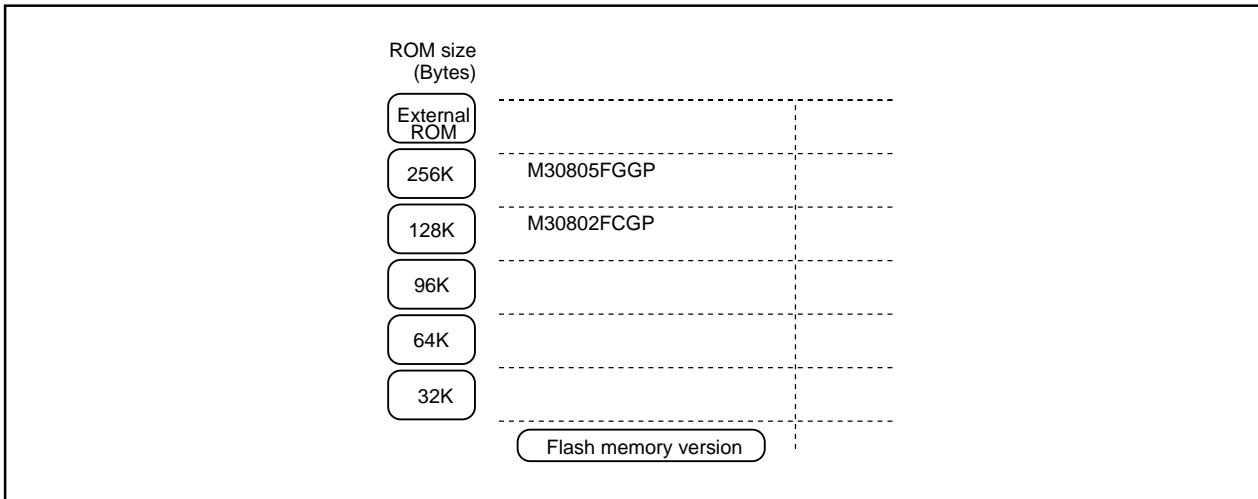 ROM size
(Bytes)
External
ROM
256K
M30805FGGP
128K
M30802FCGP
96K
64K
32K
Flash memory version